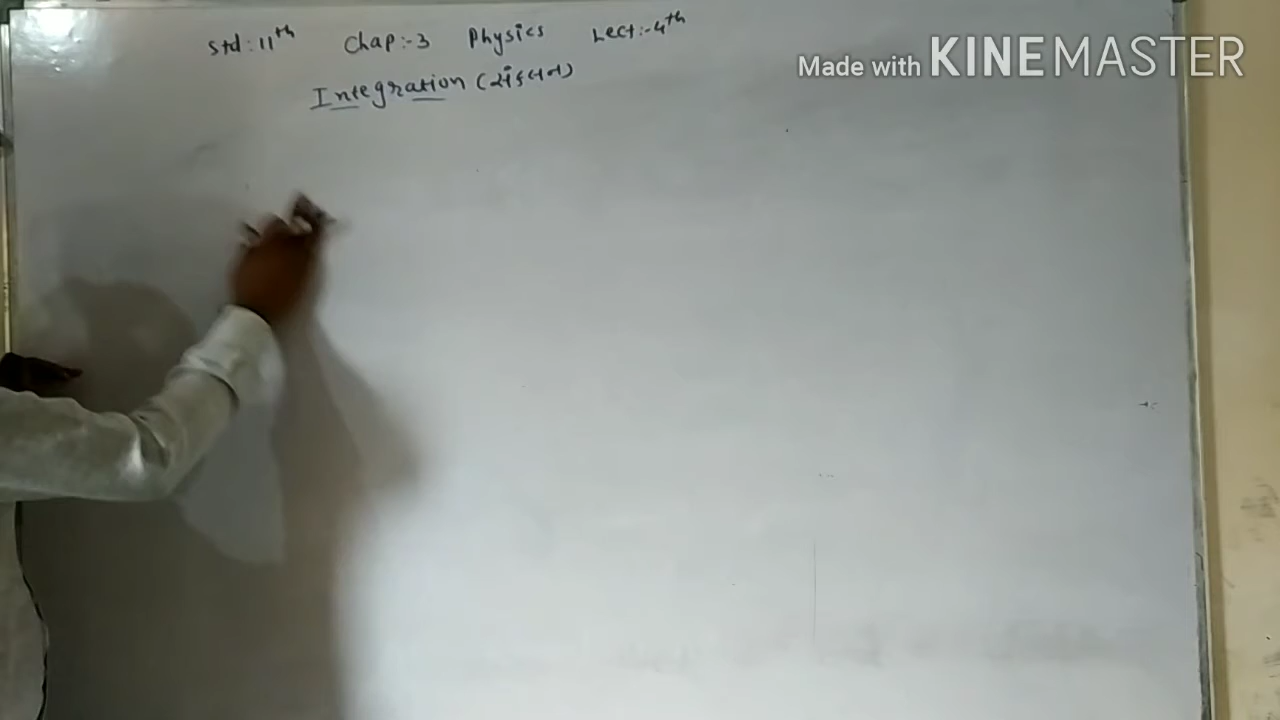 Std:11th Chap:-3 Physics Lect:-4th
Made with KINEMASTER
Integration (સંકલન)